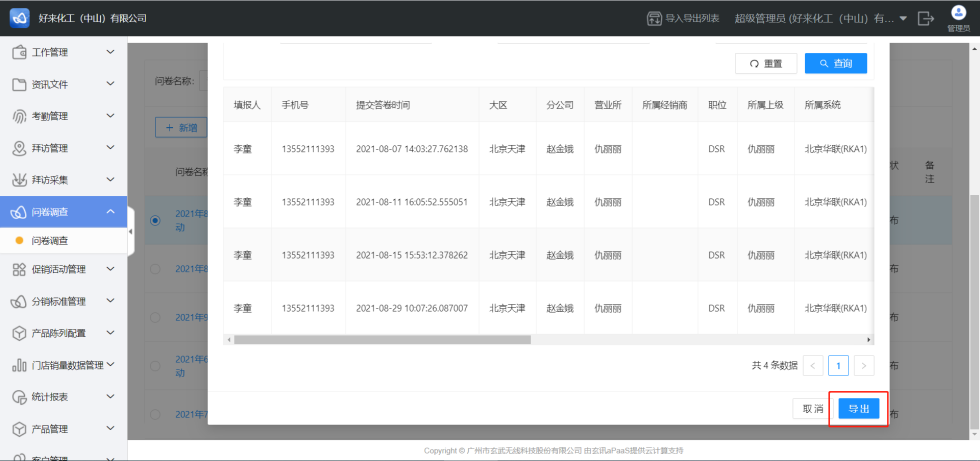 好来化工（中山）有限公司
导入导出列表
超级管理员 (好来化工（中山）有...
管理员
工作管理
资讯文件
考勤管理
拜访管理
拜访采集
问卷调查
问卷调查
促销活动管理
分销标准管理
产品陈列配置
门店销量数据管理
统计报表
产品管理
客户管理
问卷名称:
+ 新增
问卷名称
状 备
注
2021年8
动
布
2021年8
布
2021年9
布
2021年6
动
布
2021年7
布
重置
查询
填报人 手机号 提交答卷时间 大区 分公司 营业所 所属经销商 职位 所属上级 所属系统
李童 13552111393 2021-08-07 14:03:27.762138 北京天津 赵金娥 仇丽丽 DSR 仇丽丽 北京华联(RKA1)
李童 13552111393 2021-08-11 16:05:52.555051 北京天津 赵金娥 仇丽丽 DSR 仇丽丽 北京华联(RKA1)
李童 13552111393 2021-08-15 15:53:12.378262 北京天津 赵金娥 仇丽丽 DSR 仇丽丽 北京华联(RKA1)
李童 13552111393 2021-08-29 10:07:26.087007 北京天津 赵金娥 仇丽丽 DSR 仇丽丽 北京华联(RKA1)
共 4 条数据 < 1 >
取 消
导 出
Copyright © 广州市玄武无线科技股份有限公司 由玄讯aPaaS提供云计算支持